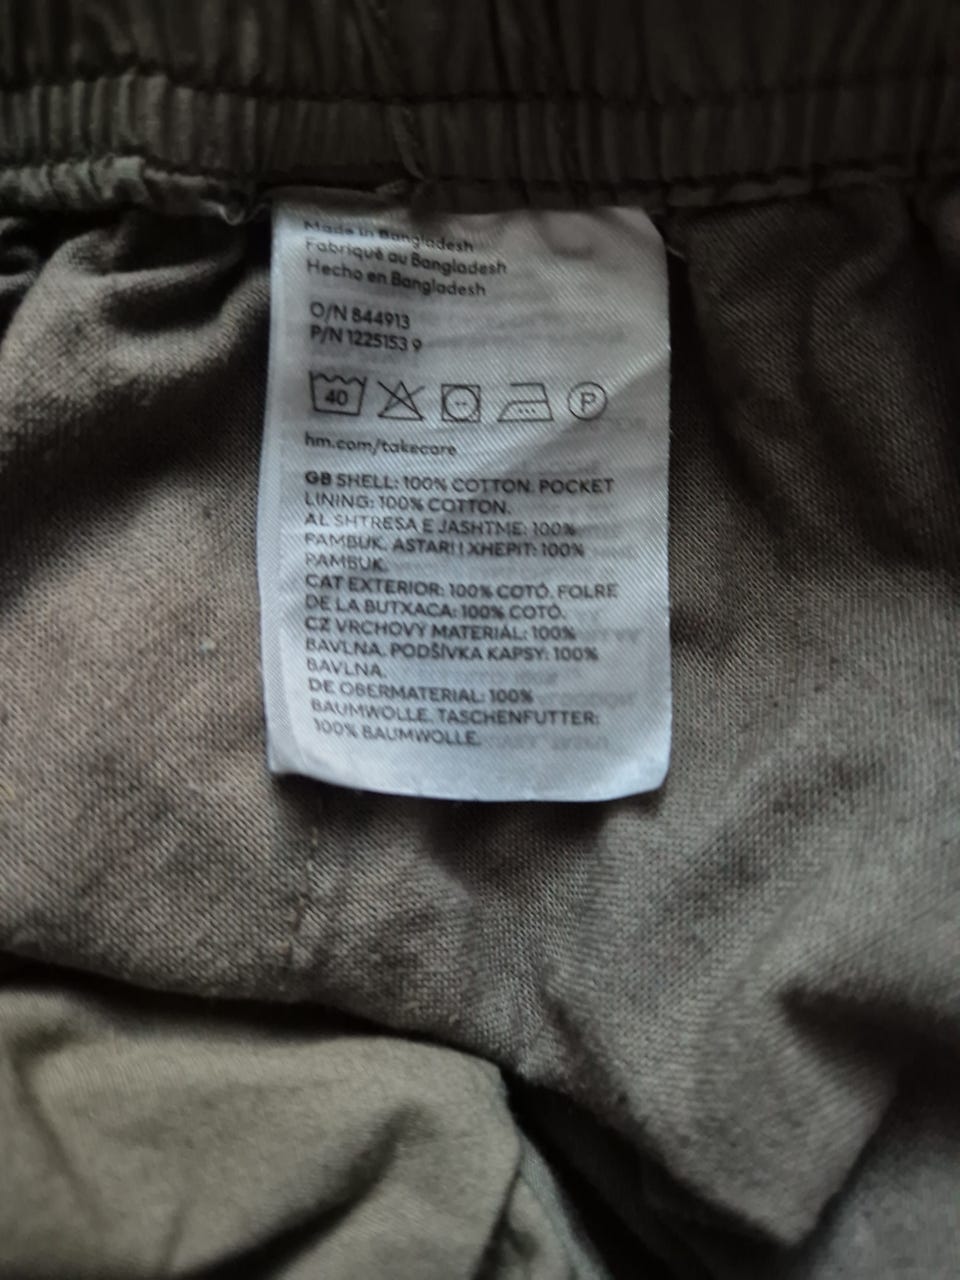 Made in Bangladesh
Fabriqué au Bangladesh
Hecho en Bangladesh
O/N 844913
P/N 1225153 9
40 P
hm.com/takecare
GB SHELL: 100% COTTON. POCKET
LINING: 100% COTTON.
AL SHTRESA E JASHTME: 100%
PAMBUK. ASTARI I XHEPIT: 100%
PAMBUK.
CAT EXTERIOR: 100% COTÓ. FOLRE
DE LA BUTXACA: 100% COTÓ.
CZ VRCHOVÝ MATERIÁL: 100%
BAVLNA. PODŠÍVKA KAPSY: 100%
BAVLNA.
DE OBERMATERIAL: 100%
BAUMWOLLE. TASCHENFUTTER:
100% BAUMWOLLE.